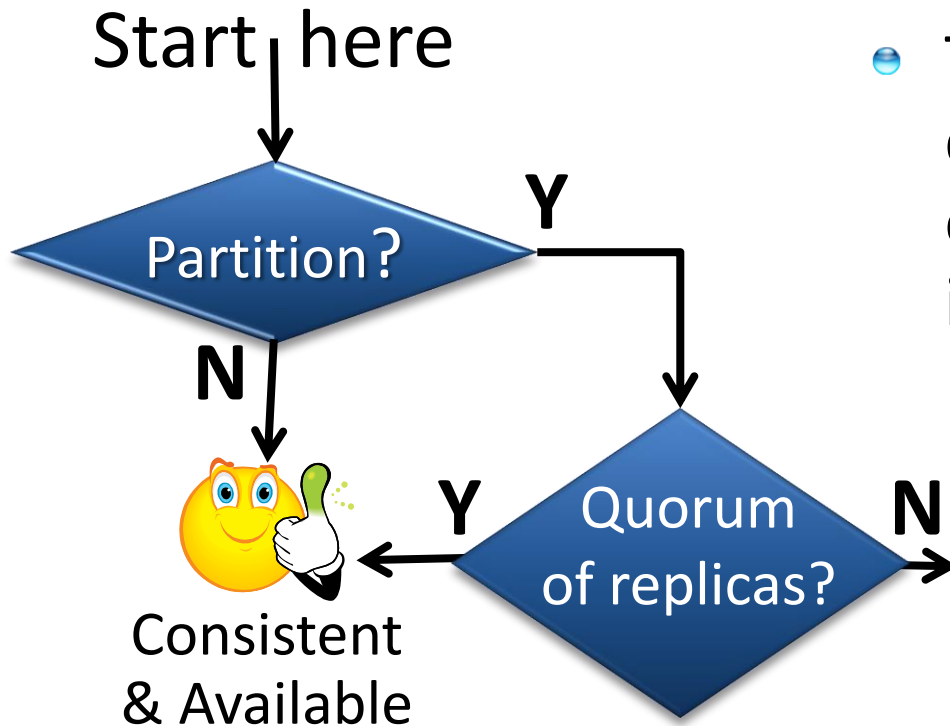 Start here
Partition?
Y
N
Y
Quorum
of replicas?
N
Consistent
& Available